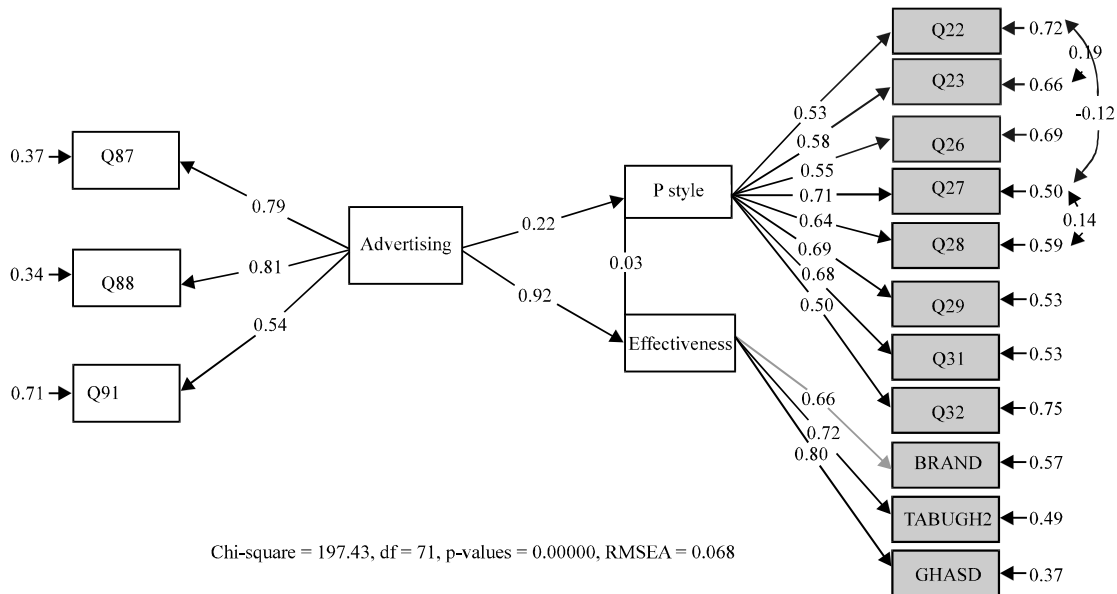 Q22
0.72
0.19
Q23
0.66
-0.12
0.53
0.58
Q26
0.69
0.37
Q87
0.55
P style
0.71
Q27
0.50
0.79
0.22
0.64
0.14
Advertising
0.69
Q28
0.59
0.34
Q88
0.81
0.03
0.68
0.92
0.50
Q29
0.53
0.54
Effectiveness
Q31
0.53
0.71
Q91
0.66
Q32
0.75
0.72
0.80
BRAND
0.57
TABUGH2
0.49
Chi-square = 197.43, df = 71, p-values = 0.00000, RMSEA = 0.068
GHASD
0.37